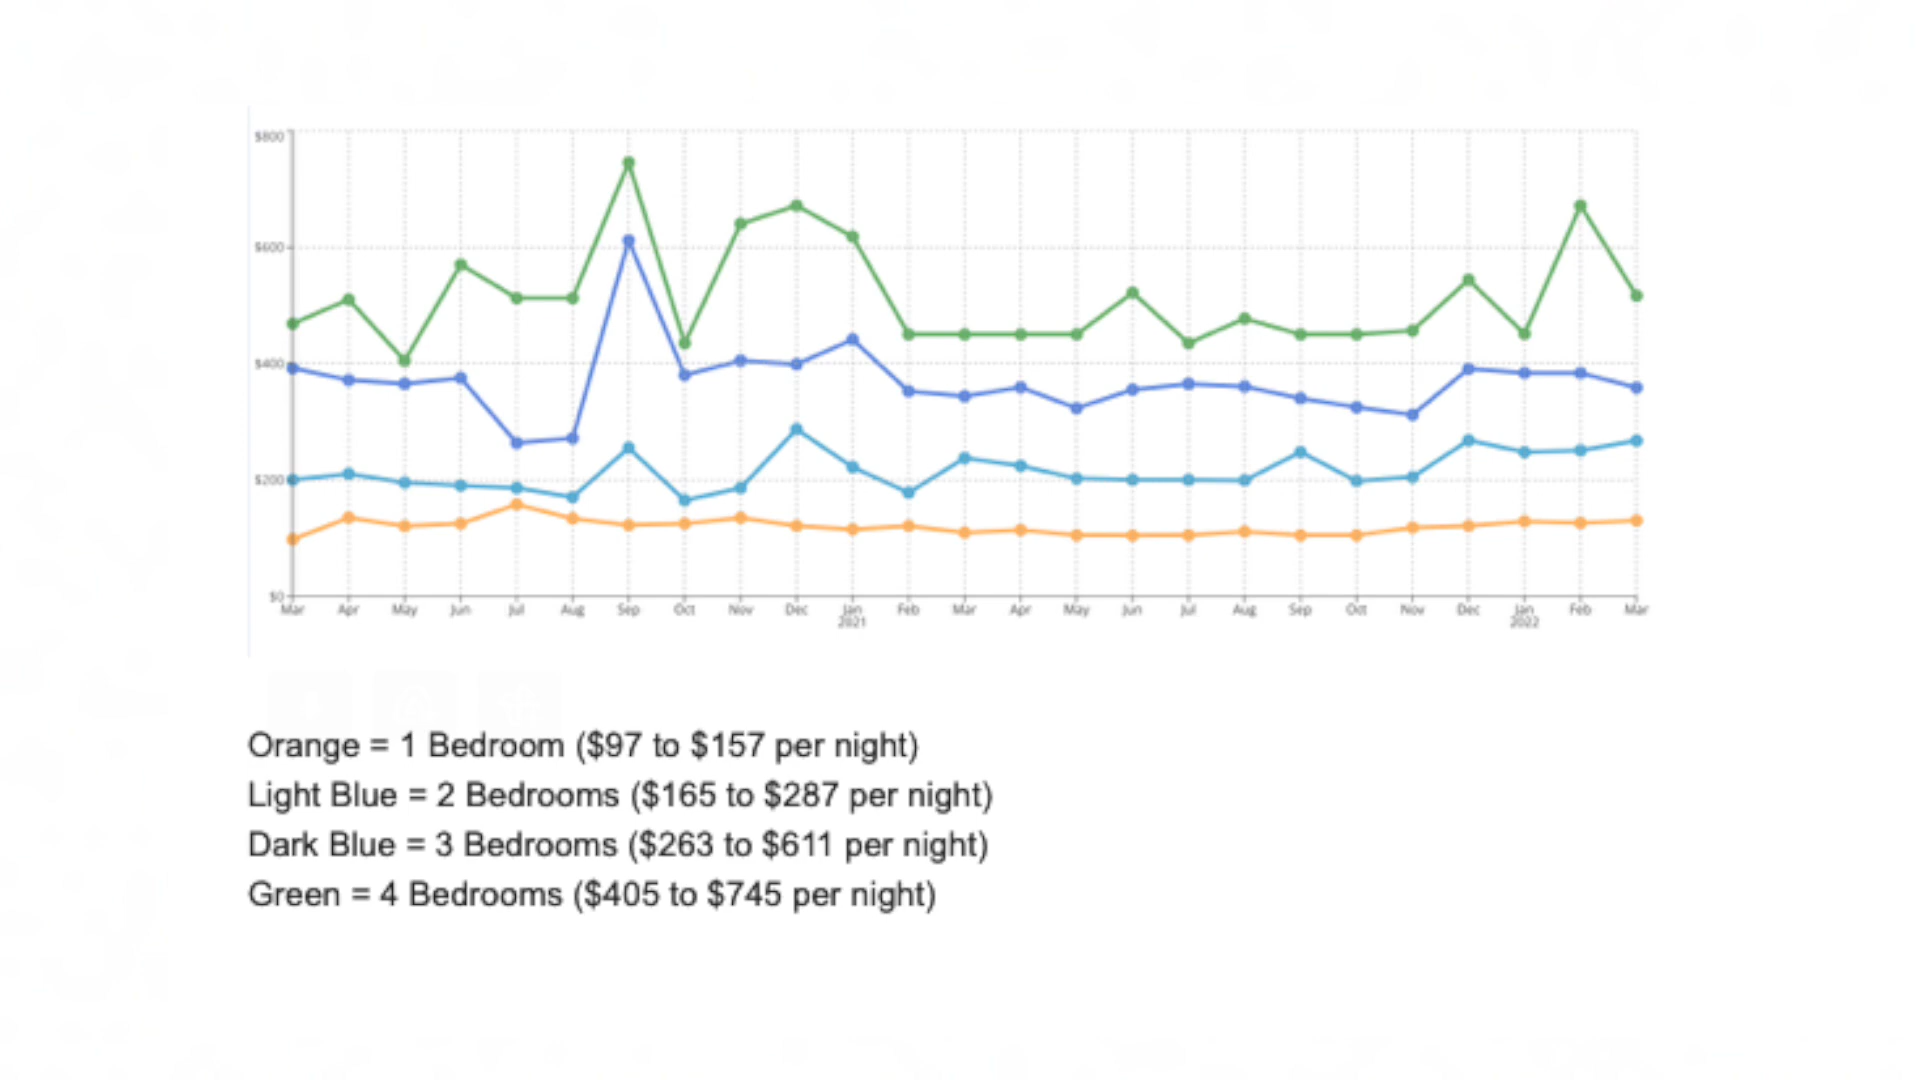 $800
$600
$400
$200
$0
Mar Apr May Jun Jul Aug Sep Oct Nov Dec Jan Feb Mar Apr May Jun Jul Aug Sep Oct Nov Dec Jan Feb Mar
2021 2022
Orange = 1 Bedroom ($97 to $157 per night)
Light Blue = 2 Bedrooms ($165 to $287 per night)
Dark Blue = 3 Bedrooms ($263 to $611 per night)
Green = 4 Bedrooms ($405 to $745 per night)